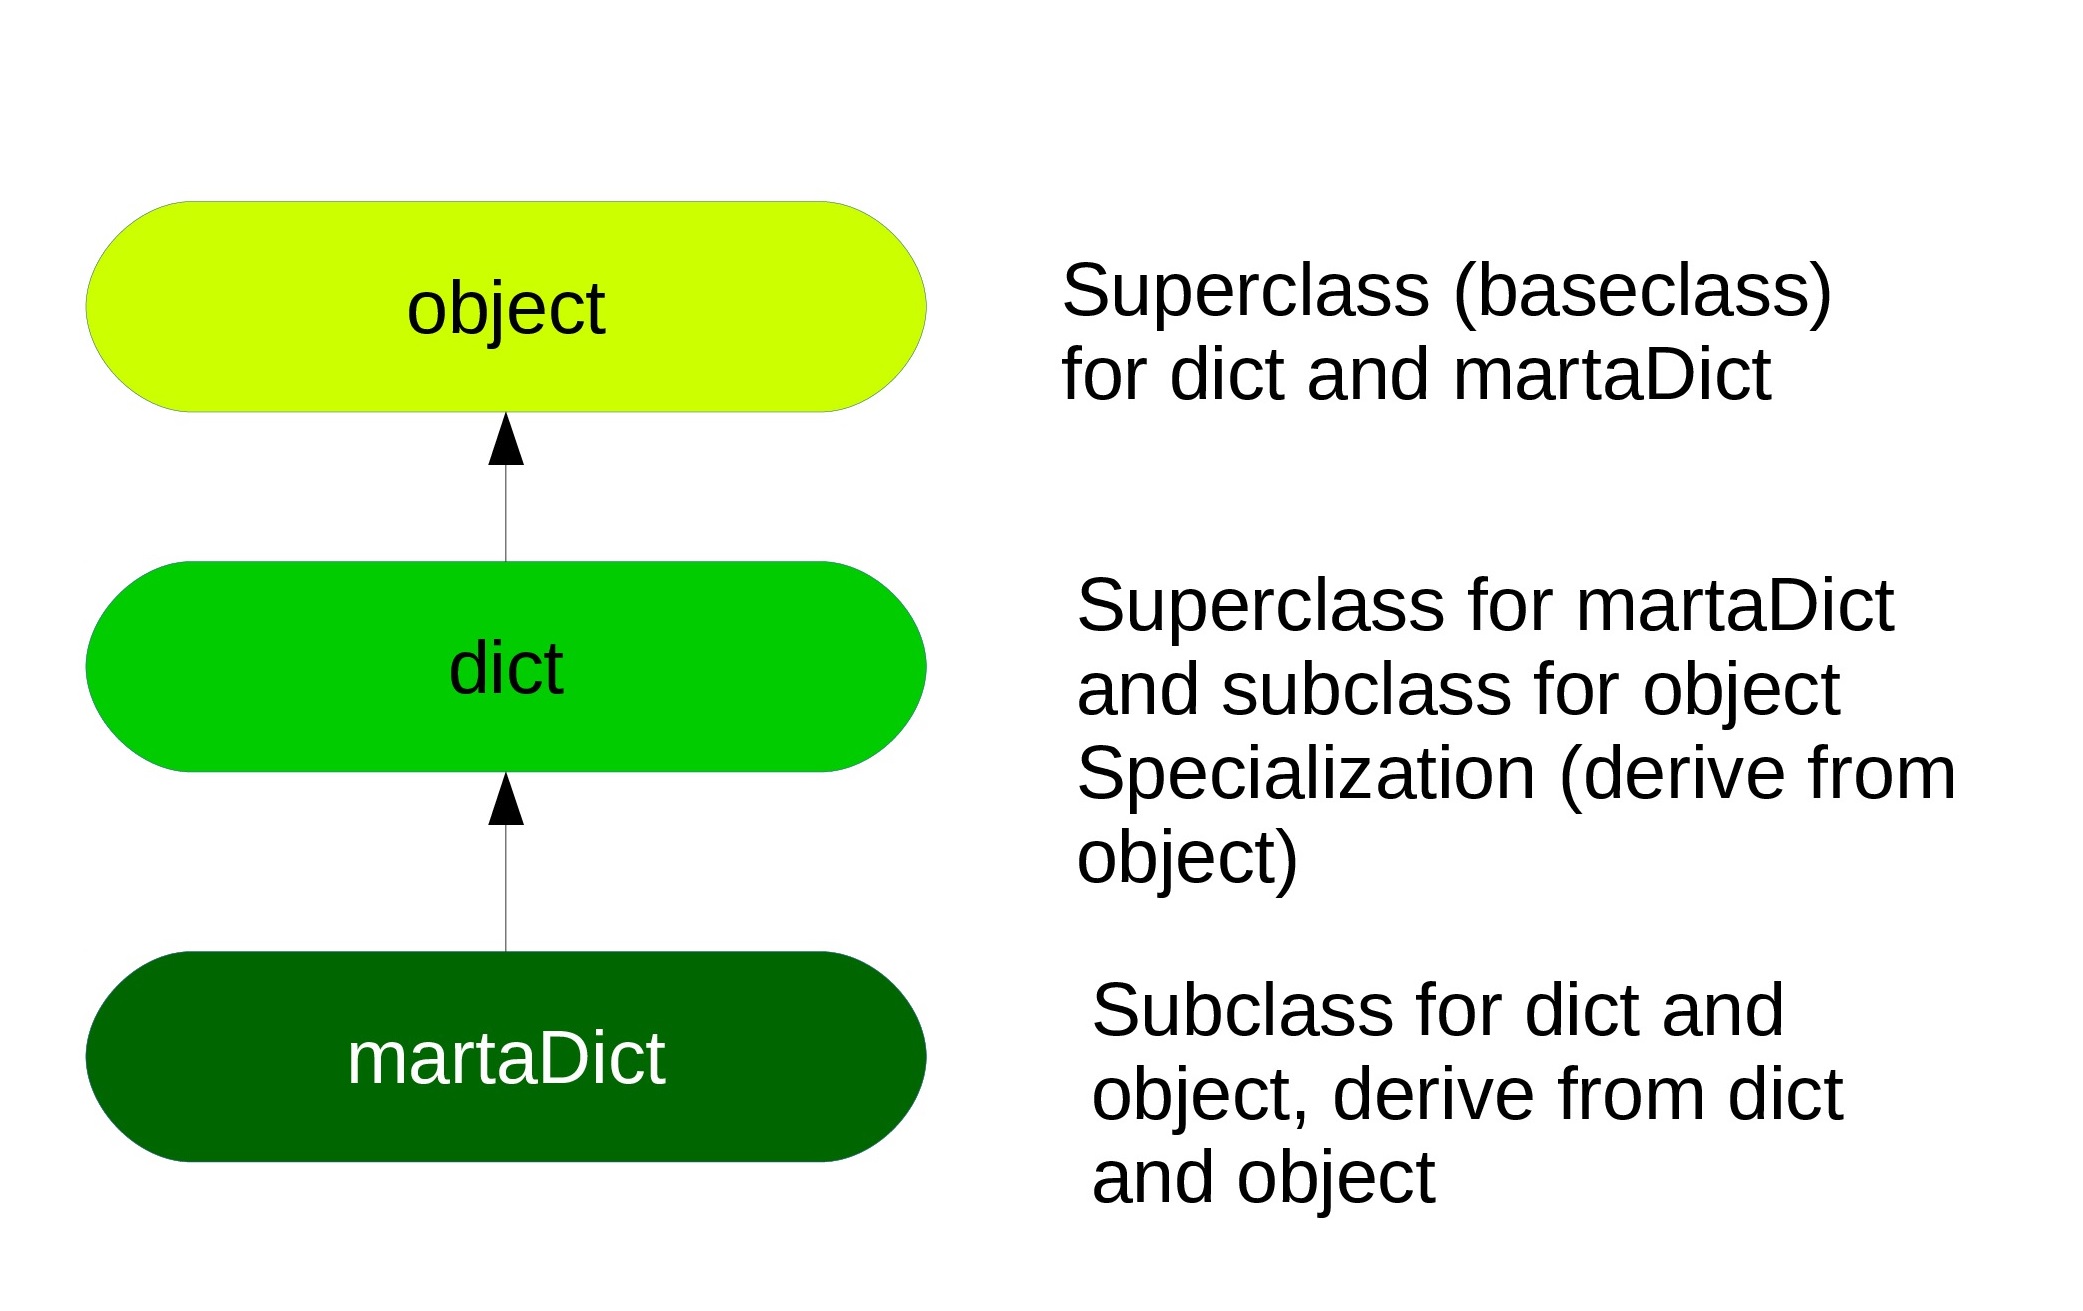 object
Superclass (baseclass)
for dict and martaDict
dict
Superclass for martaDict
and subclass for object
Specialization (derive from
object)
martaDict
Subclass for dict and
object, derive from dict
and object